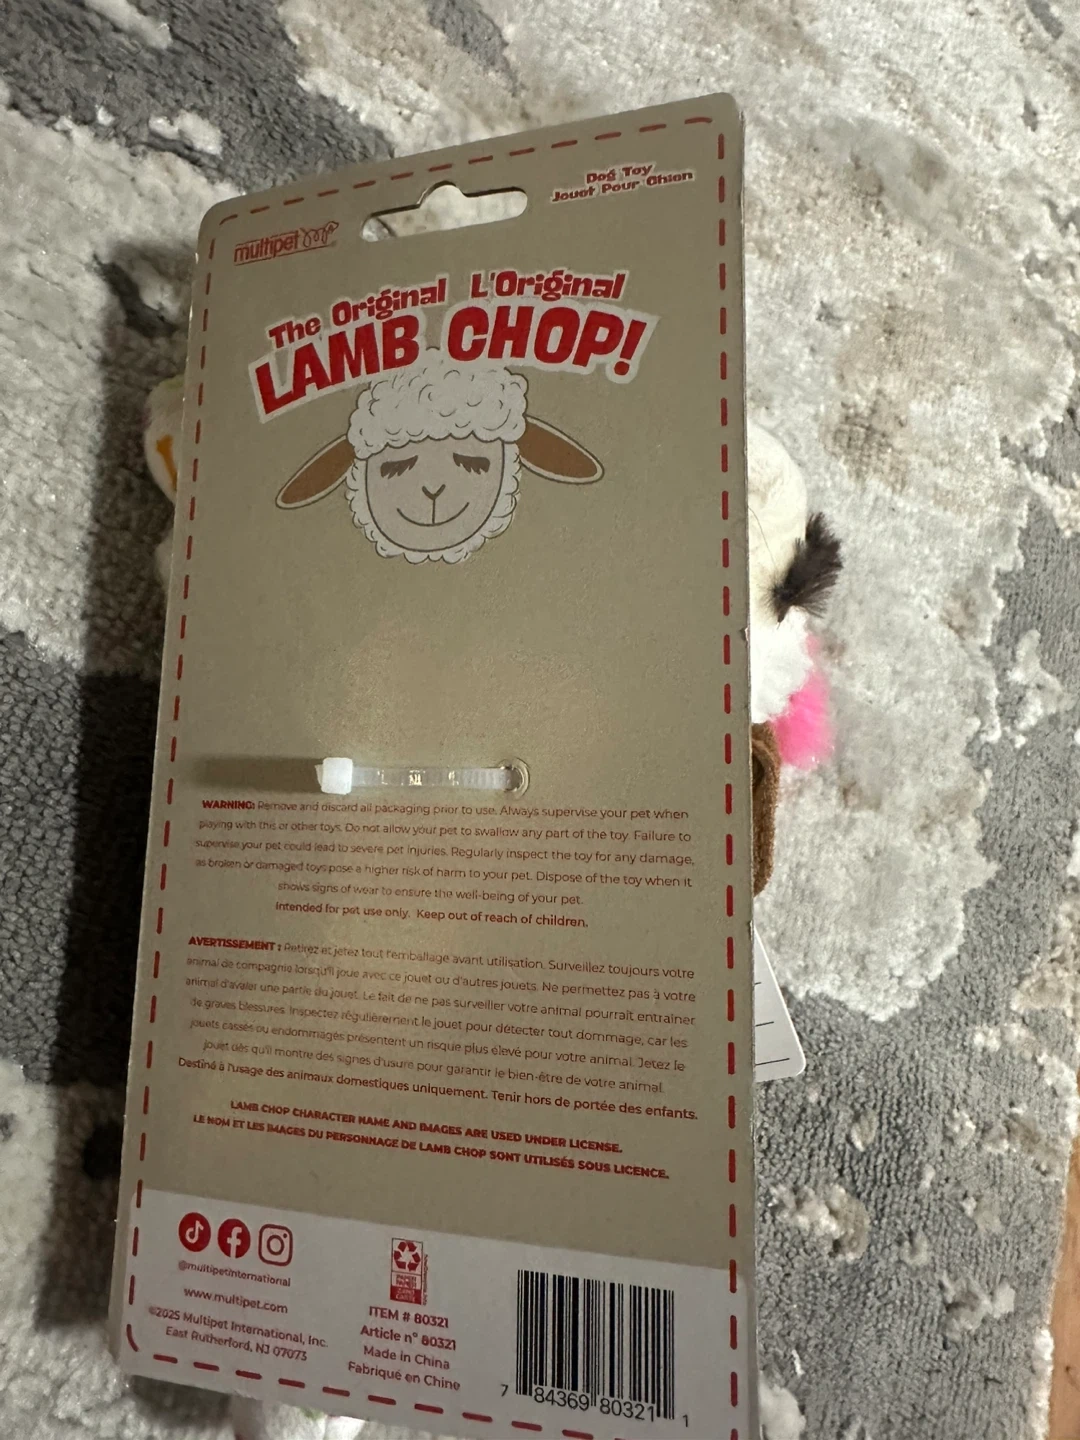 Dog Toy
Jouet Pour Chien
multipet
The Original L'Original
LAMB CHOP!
WARNING: Remove and discard all packaging prior to use. Always supervise your pet when
playing with this or other toys. Do not allow your pet to swallow any part of the toy. Failure to
supervise your pet could lead to severe pet injuries. Regularly inspect the toy for any damage,
as broken or damaged toys pose a higher risk of harm to your pet. Dispose of the toy when it
shows signs of wear to ensure the well-being of your pet.
Intended for pet use only. Keep out of reach of children.
AVERTISSEMENT : Retirez et jetez tout l'emballage avant utilisation. Surveillez toujours votre
animal de compagnie lorsqu'il joue avec ce jouet ou d'autres jouets. Ne permettez pas à votre
animal d'avaler une partie du jouet. Le fait de ne pas surveiller votre animal pourrait entraîner
de graves blessures. Inspectez régulièrement le jouet pour détecter tout dommage, car les
jouets cassés ou endommagés présentent un risque plus élevé pour votre animal. Jetez le
jouet dès qu'il montre des signes d'usure pour garantir le bien-être de votre animal.
Destiné à l'usage des animaux domestiques uniquement. Tenir hors de portée des enfants.
LAMB CHOP CHARACTER NAME AND IMAGES ARE USED UNDER LICENSE.
LE NOM ET LES IMAGES DU PERSONNAGE DE LAMB CHOP SONT UTILISÉS SOUS LICENCE.
@multipetinternational
www.multipet.com
©2025 Multipet International, Inc.
East Rutherford, NJ 07073
ITEM # 80321
Article n° 80321
Made in China
Fabriqué en Chine
7 84369 80321 1